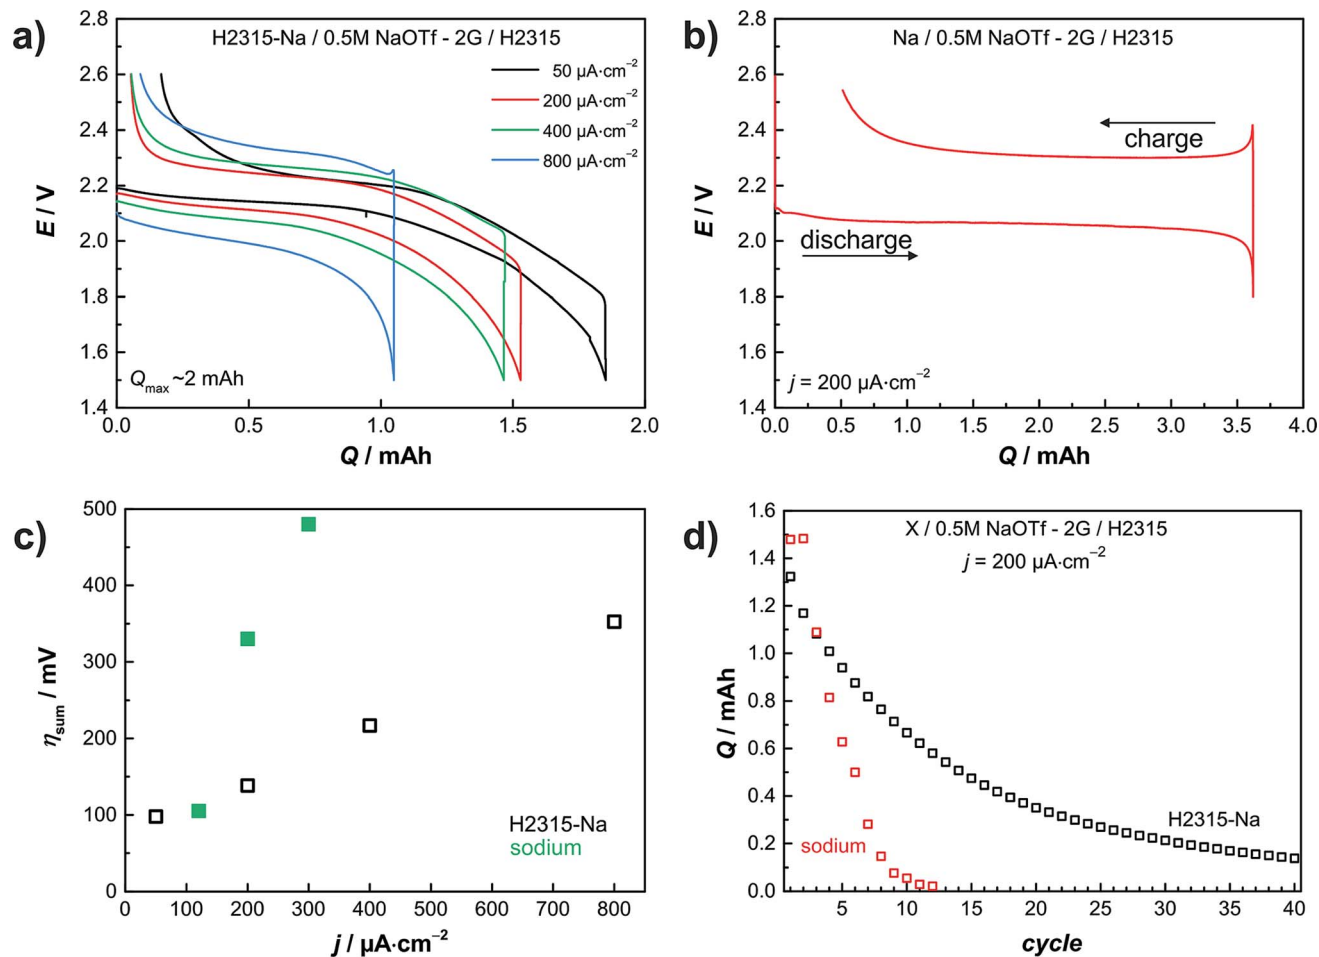 a)
H2315-Na / 0.5M NaOTf - 2G / H2315
50 µA·cm⁻²
200 µA·cm⁻²
400 µA·cm⁻²
800 µA·cm⁻²
2.8
2.6
2.4
2.2
2.0
1.8
1.6
1.4
E / V
Qmax ~2 mAh
0.0
0.5
1.0
1.5
2.0
Q / mAh
b)
Na / 0.5M NaOTf - 2G / H2315
charge
discharge
2.8
2.6
2.4
2.2
2.0
1.8
1.6
1.4
E / V
j = 200 µA·cm⁻²
0.0
0.5
1.0
1.5
2.0
2.5
3.0
3.5
4.0
Q / mAh
c)
500
400
300
200
100
0
ηsum / mV
H2315-Na
sodium
0
100
200
300
400
500
600
700
800
j / µA·cm⁻²
d)
X / 0.5M NaOTf - 2G / H2315
j = 200 µA·cm⁻²
1.6
1.4
1.2
1.0
0.8
0.6
0.4
0.2
0.0
Q / mAh
H2315-Na
sodium
5
10
15
20
25
30
35
40
cycle